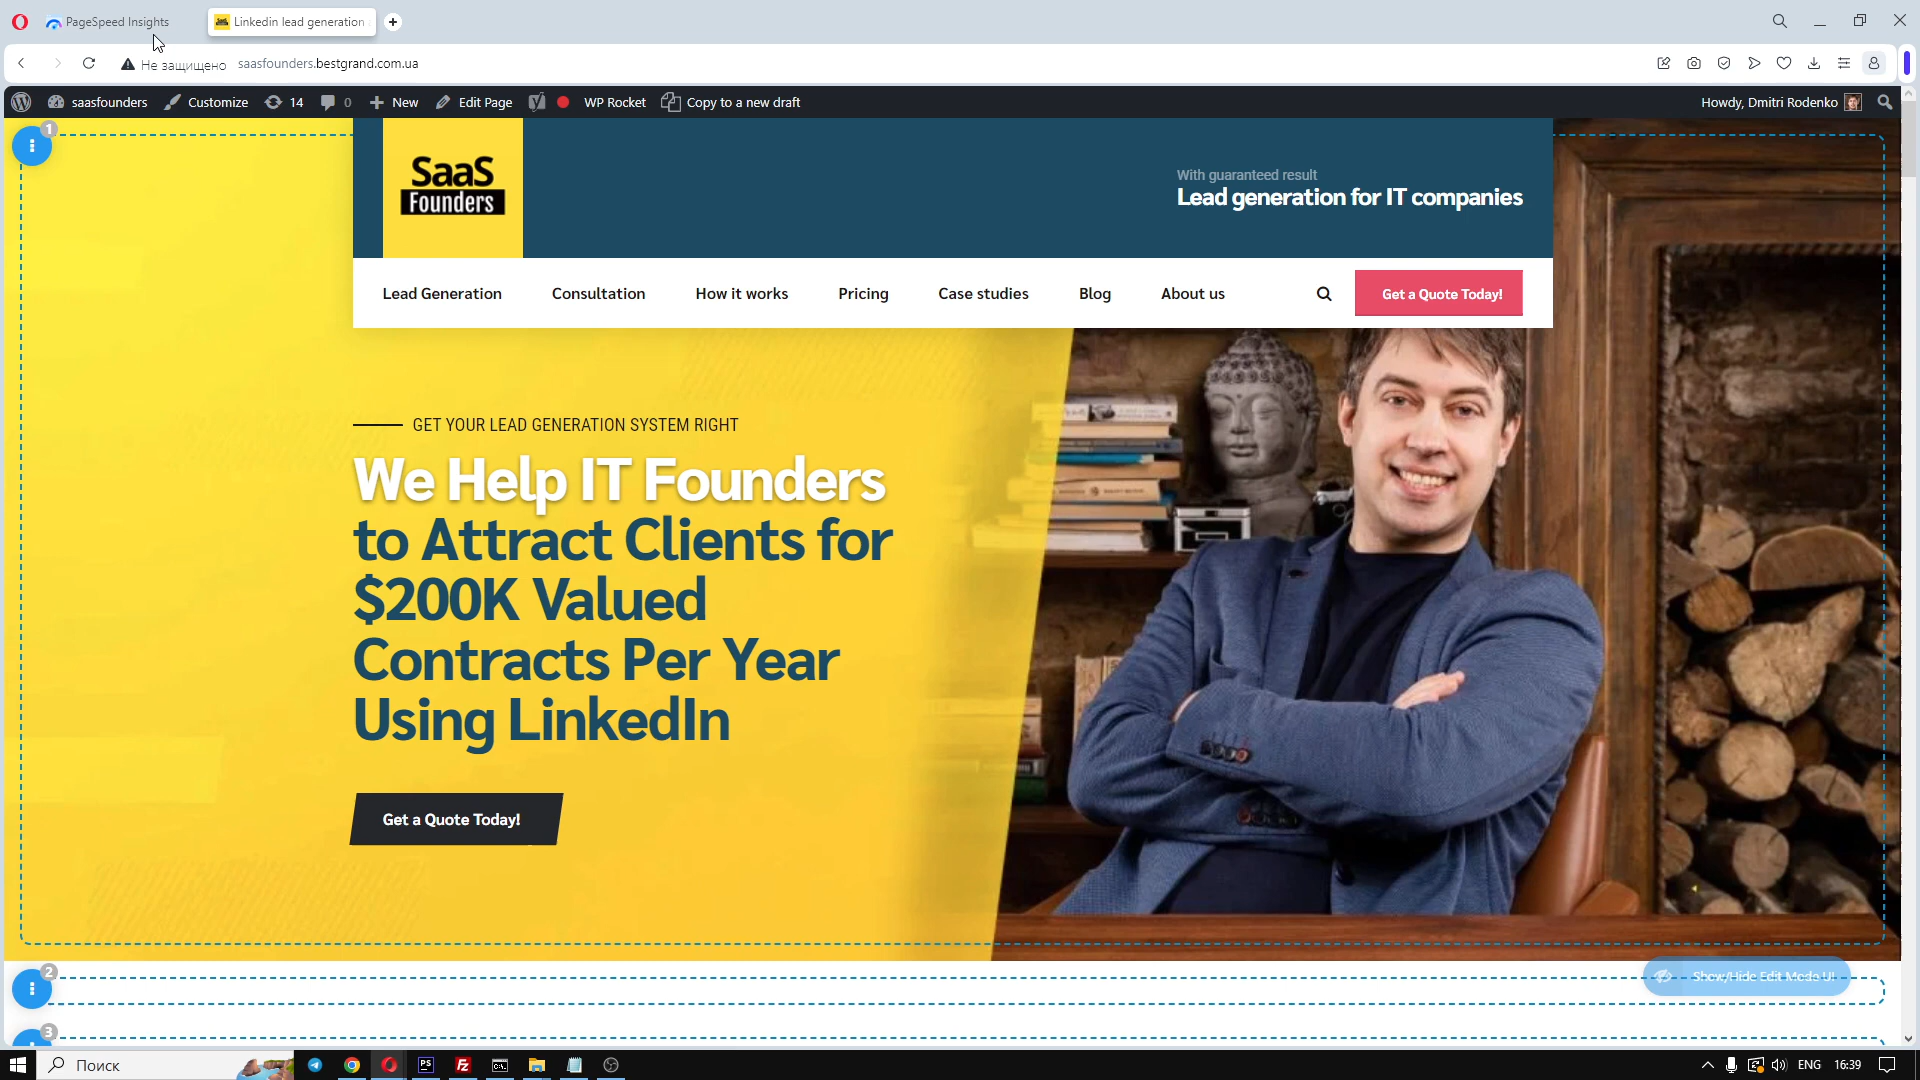 PageSpeed Insights
Linkedin lead generation
Не защищено saasfounders.bestgrand.com.ua
saasfounders Customize 14 0 New Edit Page WP Rocket Copy to a new draft Howdy, Dmitri Rodenko
1
SaaS
Founders
With guaranteed result
Lead generation for IT companies
Lead Generation Consultation How it works Pricing Case studies Blog About us Get a Quote Today!
GET YOUR LEAD GENERATION SYSTEM RIGHT
We Help IT Founders
to Attract Clients for
$200K Valued
Contracts Per Year
Using LinkedIn
Get a Quote Today!
2
Show/Hide Edit Mode UI
3
Поиск PS Fz C:\ ENG 16:39